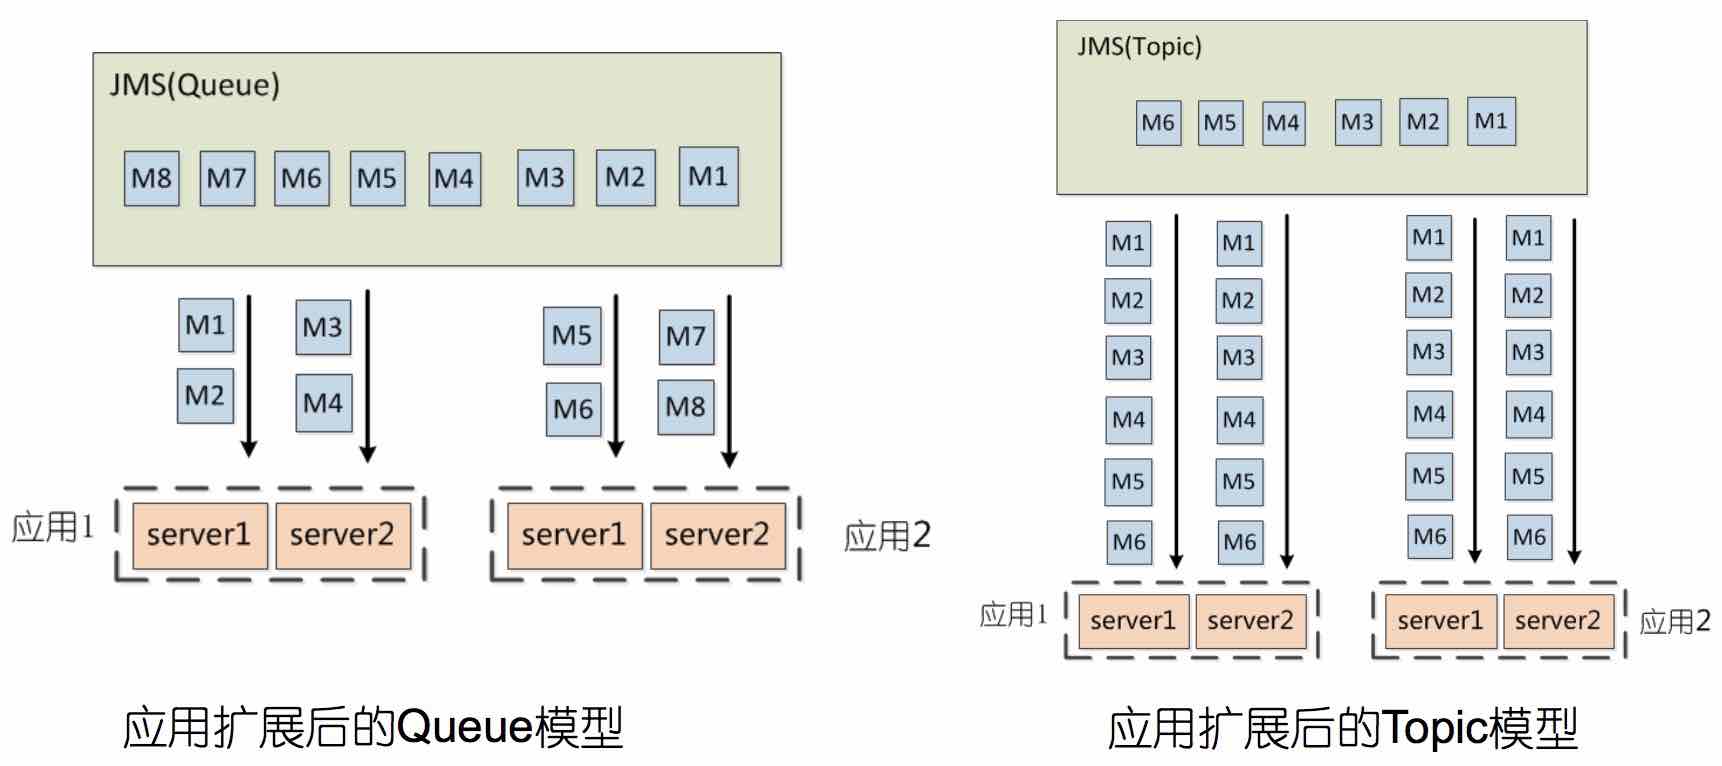 JMS(Queue)
M8 M7 M6 M5 M4 M3 M2 M1
M1 M3 M5 M7
M2 M4 M6 M8
应用1 server1 server2 server1 server2 应用2
应用扩展后的Queue模型
JMS(Topic)
M6 M5 M4 M3 M2 M1
M1 M1 M1 M1
M2 M2 M2 M2
M3 M3 M3 M3
M4 M4 M4 M4
M5 M5 M5 M5
M6 M6 M6 M6
应用1 server1 server2 server1 server2 应用2
应用扩展后的Topic模型